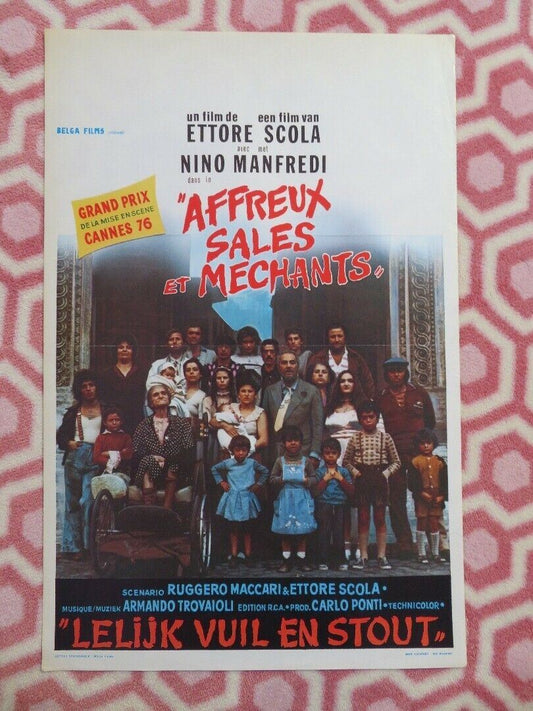 BELGA FILMS
un film de een film van
ETTORE SCOLA
avec met
NINO MANFREDI
dans in
GRAND PRIX
DE LA MISE EN SCÈNE
CANNES 76
"AFFREUX
SALES
ET MECHANTS"
SCENARIO RUGGERO MACCARI & ETTORE SCOLA •
MUSIQUE/MUZIEK ARMANDO TROVAIOLI EDITION R.C.A. • PROD. CARLO PONTI • TECHNICOLOR •
"LELIJK VUIL EN STOUT"